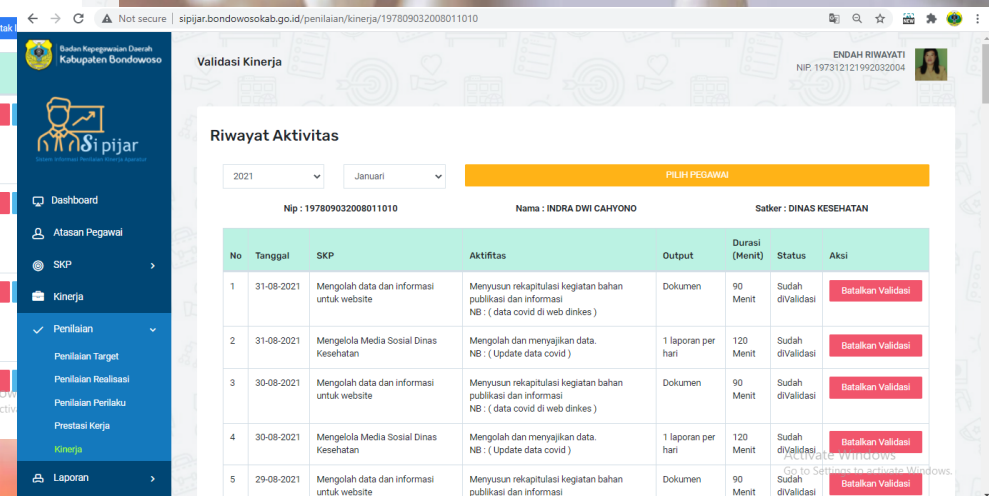 tak
Not secure | sipijar.bondowosokab.go.id/penilaian/kinerja/197809032008011010
Badan Kepegawaian Daerah
Kabupaten Bondowoso
Sipijar
Sistem Informasi Penilaian Kinerja Aparatur
Dashboard
Atasan Pegawai
SKP
Kinerja
Penilaian
Penilaian Target
Penilaian Realisasi
Penilaian Perilaku
Prestasi Kerja
Kinerja
Laporan
Validasi Kinerja
ENDAH RIWAYATI
NIP. 197312121992032004
Riwayat Aktivitas
2021 Januari PILIH PEGAWAI
Nip : 197809032008011010 Nama : INDRA DWI CAHYONO Satker : DINAS KESEHATAN
No Tanggal SKP Aktifitas Output Durasi (Menit) Status Aksi
1 31-08-2021 Mengolah data dan informasi untuk website Menyusun rekapitulasi kegiatan bahan publikasi dan informasi NB : ( data covid di web dinkes ) Dokumen 90 Menit Sudah diValidasi Batalkan Validasi
2 31-08-2021 Mengelola Media Sosial Dinas Kesehatan Mengolah dan menyajikan data. NB : ( Update data covid ) 1 laporan per hari 120 Menit Sudah diValidasi Batalkan Validasi
3 30-08-2021 Mengolah data dan informasi untuk website Menyusun rekapitulasi kegiatan bahan publikasi dan informasi NB : ( data covid di web dinkes ) Dokumen 90 Menit Sudah diValidasi Batalkan Validasi
4 30-08-2021 Mengelola Media Sosial Dinas Kesehatan Mengolah dan menyajikan data. NB : ( Update data covid ) 1 laporan per hari 120 Menit Sudah diValidasi Batalkan Validasi
5 29-08-2021 Mengolah data dan informasi untuk website Menyusun rekapitulasi kegiatan bahan publikasi dan informasi Dokumen 90 Menit Sudah diValidasi Batalkan Validasi
Activate Windows
Go to Settings to activate Windows.